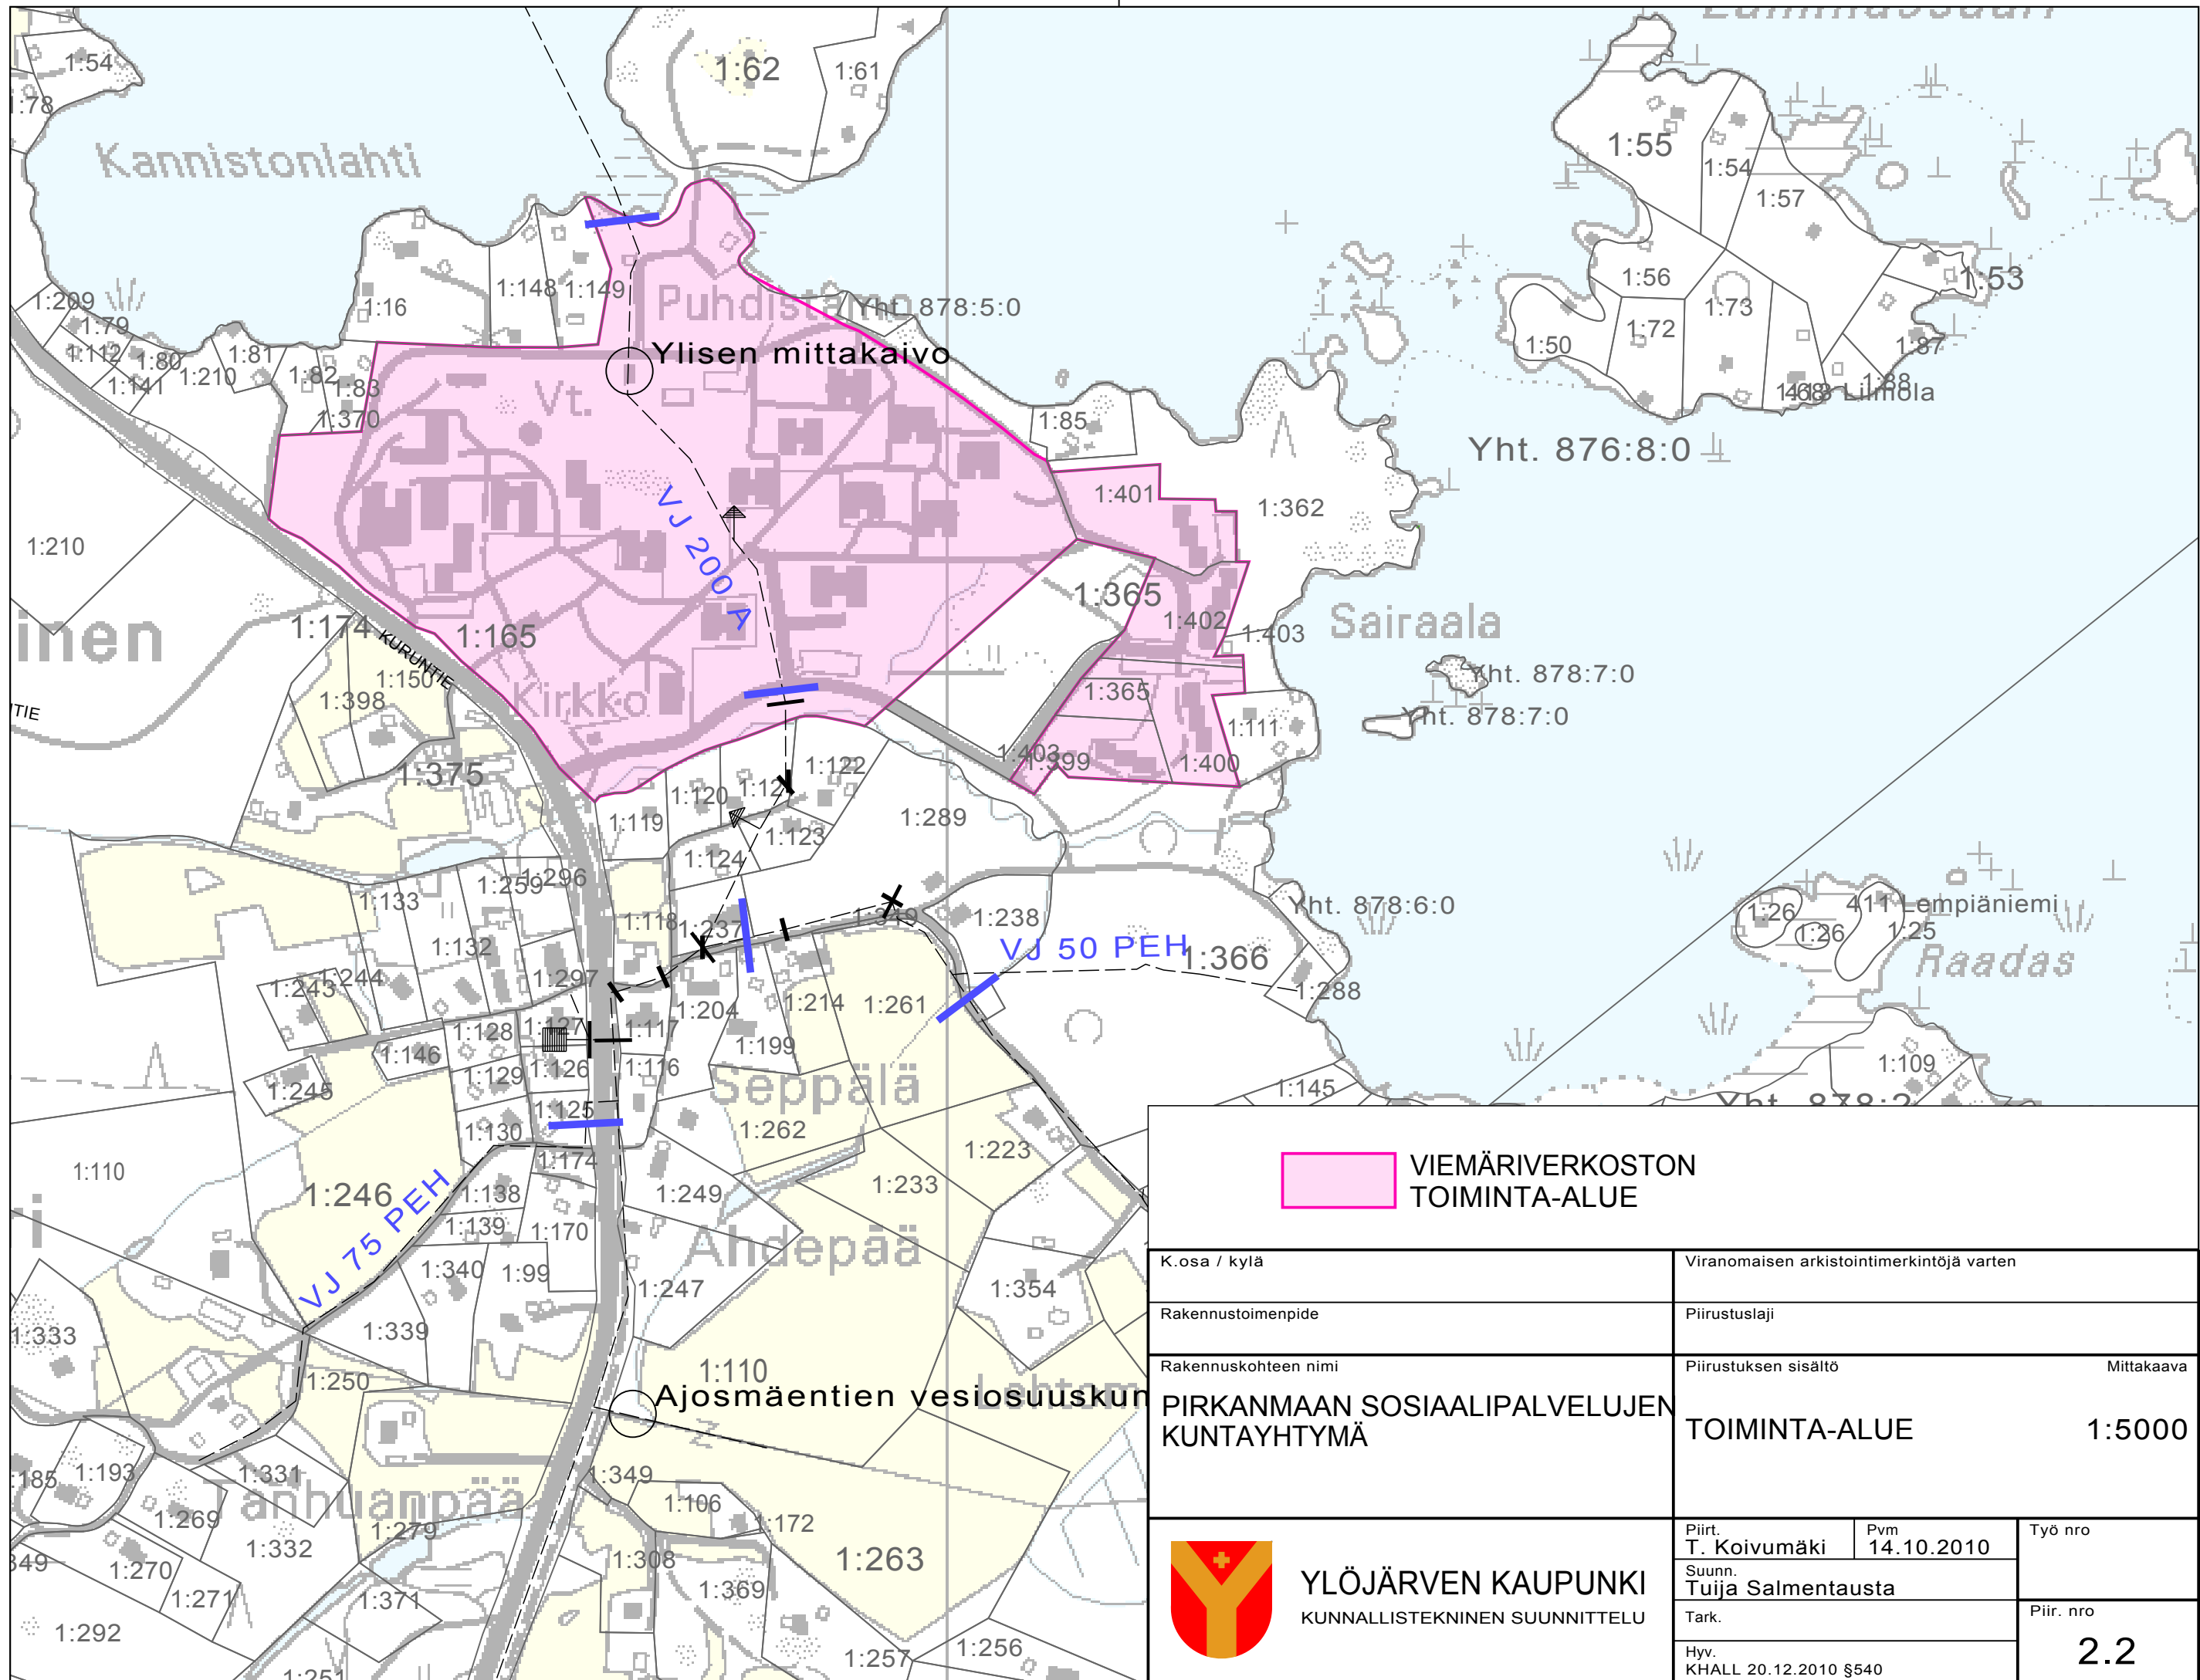 1:54
1:78
Kannistonlahti
1:62
1:61
1:55
1:54
1:57
1:56
1:53
1:73
1:72
1:50
1:87
1:88
Yht. 876:8:0
1:209
1:79
1:112
1:80
1:141
1:210
1:81
1:82
1:83
1:370
1:16
1:148
1:149
Puhdistamo
Yht. 878:5:0
Ylisen mittakaivo
Vt.
1:85
1:401
1:362
1:210
VJ 200 A
1:365
1:402
1:403
Sairaala
inen
1:174
KURUNTIE
1:165
1:150
1:398
Kirkko
TIE
1:365
1:111
Yht. 878:7:0
Yht. 878:7:0
1:403
1:399
1:400
1:375
1:120
1:122
1:119
1:123
1:124
1:289
1:259
1:296
1:133
1:132
1:118
1:237
1:238
Yht. 878:6:0
1:26
411 Lempiäniemi
1:26
1:25
Raadas
VJ 50 PEH
1:366
1:288
1:243
1:244
1:297
1:204
1:214
1:261
1:128
1:127
1:117
1:199
1:146
1:129
1:126
1:116
1:245
1:125
1:130
Seppälä
1:262
1:145
1:109
1:110
1:246
1:174
1:138
1:139
1:170
1:249
1:223
1:233
VJ 75 PEH
Ahdepää
1:340
1:99
1:247
1:354
1:333
1:339
1:250
1:110
Ajosmäentien vesiosuuskun
1:185
1:193
1:331
1:349
1:106
1:172
1:269
1:279
1:332
1:263
1:270
1:271
1:308
1:369
1:371
1:292
1:257
1:256
1:251
VIEMÄRIVERKOSTON
TOIMINTA-ALUE
K.osa / kylä
Viranomaisen arkistointimerkintöjä varten
Rakennustoimenpide
Piirustuslaji
Rakennuskohteen nimi
Piirustuksen sisältö
Mittakaava
PIRKANMAAN SOSIAALIPALVELUJEN
KUNTAYHTYMÄ
TOIMINTA-ALUE
1:5000
YLÖJÄRVEN KAUPUNKI
KUNNALLISTEKNINEN SUUNNITTELU
Piirt.
T. Koivumäki
Pvm
14.10.2010
Työ nro
Suunn.
Tuija Salmentausta
Tark.
Piir. nro
2.2
Hyv.
KHALL 20.12.2010 §540